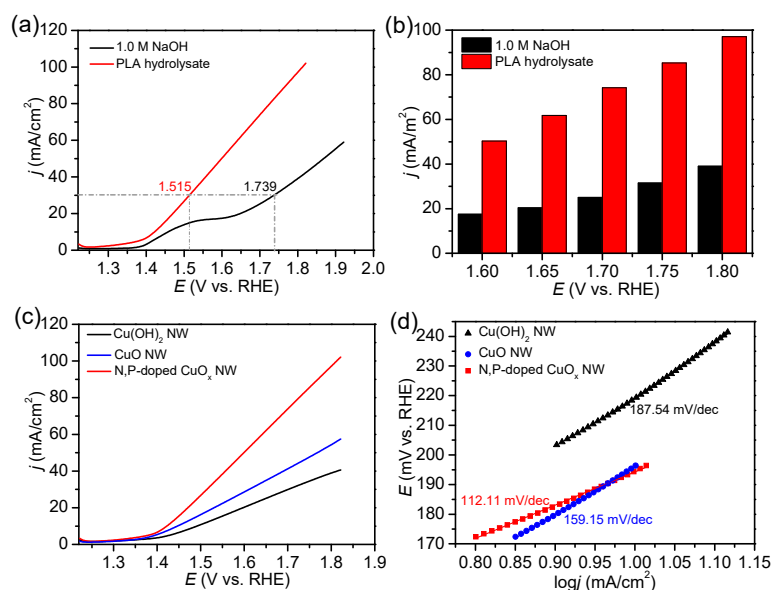 (a)
1.0 M NaOH
PLA hydrolysate
1.515
1.739
j (mA/cm²)
120
100
80
60
40
20
0
1.3 1.4 1.5 1.6 1.7 1.8 1.9 2.0
E (V vs. RHE)
(b)
1.0 M NaOH
PLA hydrolysate
j (mA/m²)
100
80
60
40
20
0
1.60 1.65 1.70 1.75 1.80
E (V vs. RHE)
(c)
Cu(OH)₂ NW
CuO NW
N,P-doped CuOₓ NW
j (mA/cm²)
120
100
80
60
40
20
0
1.3 1.4 1.5 1.6 1.7 1.8 1.9
E (V vs. RHE)
(d)
Cu(OH)₂ NW
CuO NW
N,P-doped CuOₓ NW
187.54 mV/dec
112.11 mV/dec
159.15 mV/dec
E (mV vs. RHE)
240
230
220
210
200
190
180
170
0.80 0.85 0.90 0.95 1.00 1.05 1.10 1.15
logj (mA/cm²)